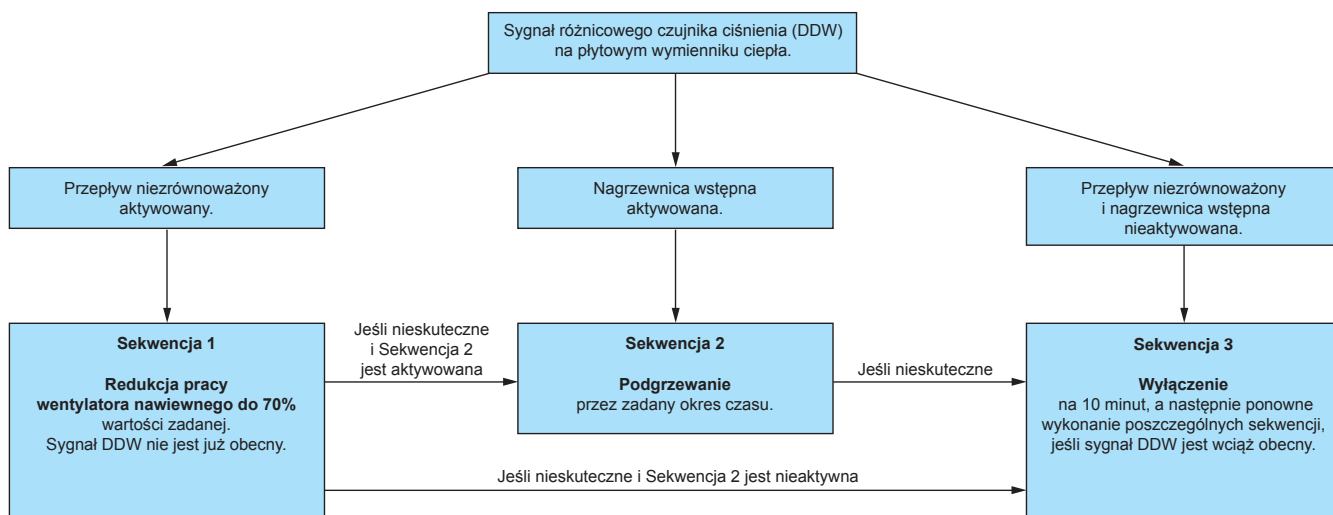 Sygnał różnicowego czujnika ciśnienia (DDW)
na płytowym wymienniku ciepła.
Przepływ niezrównoważony
aktywowany.
Nagrzewnica wstępna
aktywowana.
Przepływ niezrównoważony
i nagrzewnica wstępna
nieaktywowana.
Sekwencja 1
Redukcja pracy
wentylatora nawiewnego do 70%
wartości zadanej.
Sygnał DDW nie jest już obecny.
Jeśli nieskuteczne
i Sekwencja 2
jest aktywowana
Sekwencja 2
Podgrzewanie
przez zadany okres czasu.
Jeśli nieskuteczne
Sekwencja 3
Wyłączenie
na 10 minut, a następnie ponowne
wykonanie poszczególnych sekwencji,
jeśli sygnał DDW jest wciąż obecny.
Jeśli nieskuteczne i Sekwencja 2 jest nieaktywna